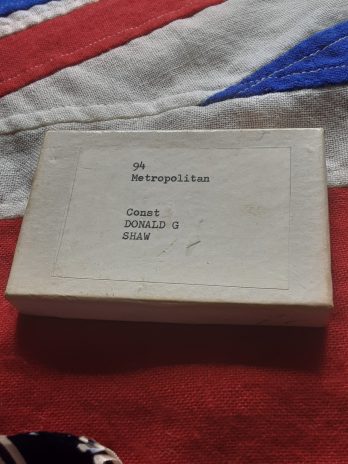 94
Metropolitan
Const
DONALD G
SHAW